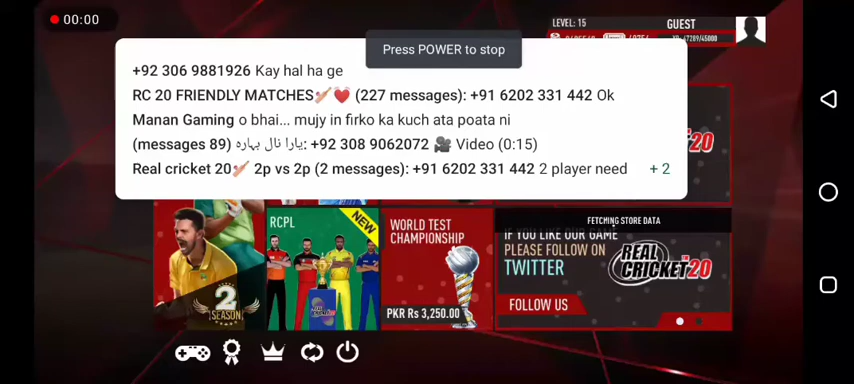 00:00
LEVEL: 15
GUEST
Press POWER to stop
+92 306 9881926 Kay hal ha ge
RC 20 FRIENDLY MATCHES🏏❤️ (227 messages): +91 6202 331 442 Ok
Manan Gaming o bhai... mujy in firko ka kuch ata poata ni
(messages 89) یارا نال بہارہ: +92 308 9062072 🎥 Video (0:15)
Real cricket 20🏏 2p vs 2p (2 messages): +91 6202 331 442 2 player need
+ 2
RCPL
NEW
WORLD TEST
CHAMPIONSHIP
PKR Rs 3,250.00
FETCHING STORE DATA
IF YOU LIKE OUR GAME
PLEASE FOLLOW ON
TWITTER
FOLLOW US
REAL
CRICKET 20
2
SEASON